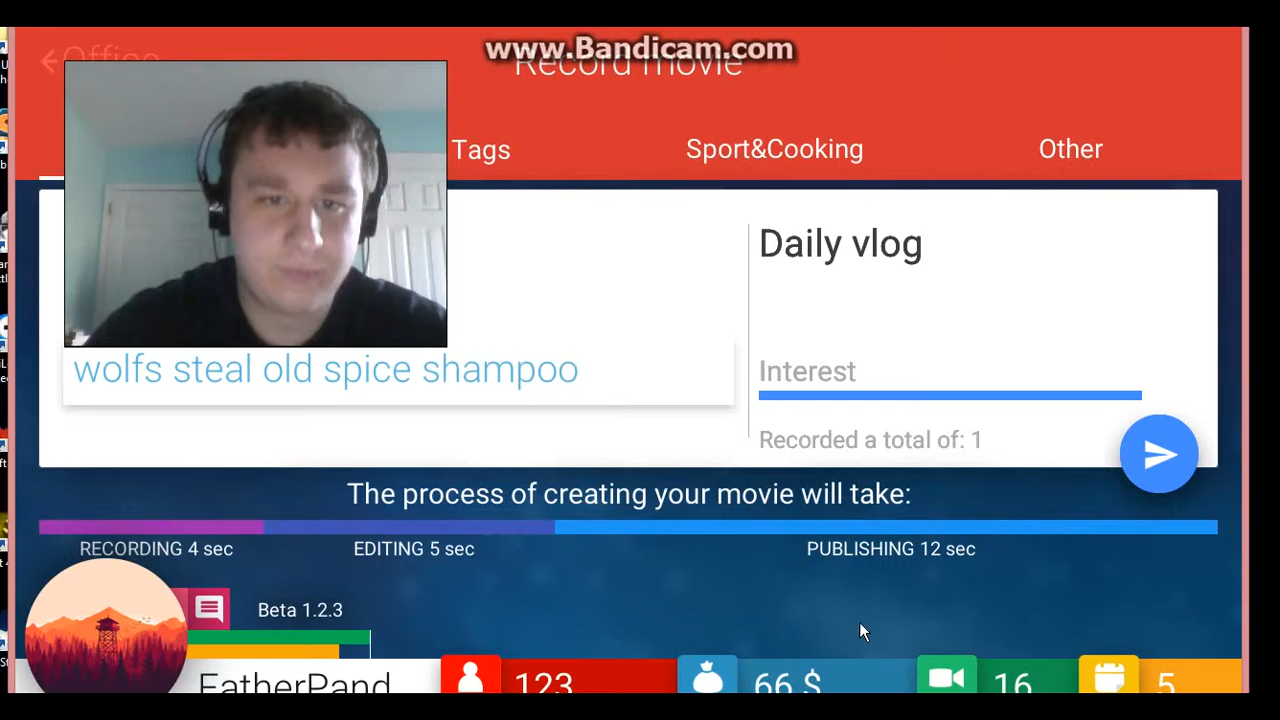 www.Bandicam.com
Office
Record movie
Tags
Sport&Cooking
Other
Daily vlog
wolfs steal old spice shampoo
Interest
Recorded a total of: 1
The process of creating your movie will take:
RECORDING 4 sec
EDITING 5 sec
PUBLISHING 12 sec
Beta 1.2.3
FatherPand
123
66 $
16
5